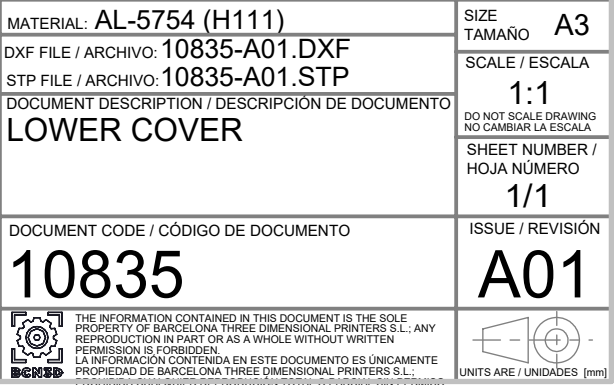 MATERIAL: AL-5754 (H111)
DXF FILE / ARCHIVO: 10835-A01.DXF
STP FILE / ARCHIVO: 10835-A01.STP
DOCUMENT DESCRIPTION / DESCRIPCIÓN DE DOCUMENTO
LOWER COVER
SIZE
TAMAÑO A3
SCALE / ESCALA
1:1
DO NOT SCALE DRAWING
NO CAMBIAR LA ESCALA
SHEET NUMBER /
HOJA NÚMERO
1/1
DOCUMENT CODE / CÓDIGO DE DOCUMENTO
10835
ISSUE / REVISIÓN
A01
BCN3D
THE INFORMATION CONTAINED IN THIS DOCUMENT IS THE SOLE
PROPERTY OF BARCELONA THREE DIMENSIONAL PRINTERS S.L.; ANY
REPRODUCTION IN PART OR AS A WHOLE WITHOUT WRITTEN
PERMISSION IS FORBIDDEN.
LA INFORMACIÓN CONTENIDA EN ESTE DOCUMENTO ES ÚNICAMENTE
PROPIEDAD DE BARCELONA THREE DIMENSIONAL PRINTERS S.L.;
UNITS ARE / UNIDADES [mm]